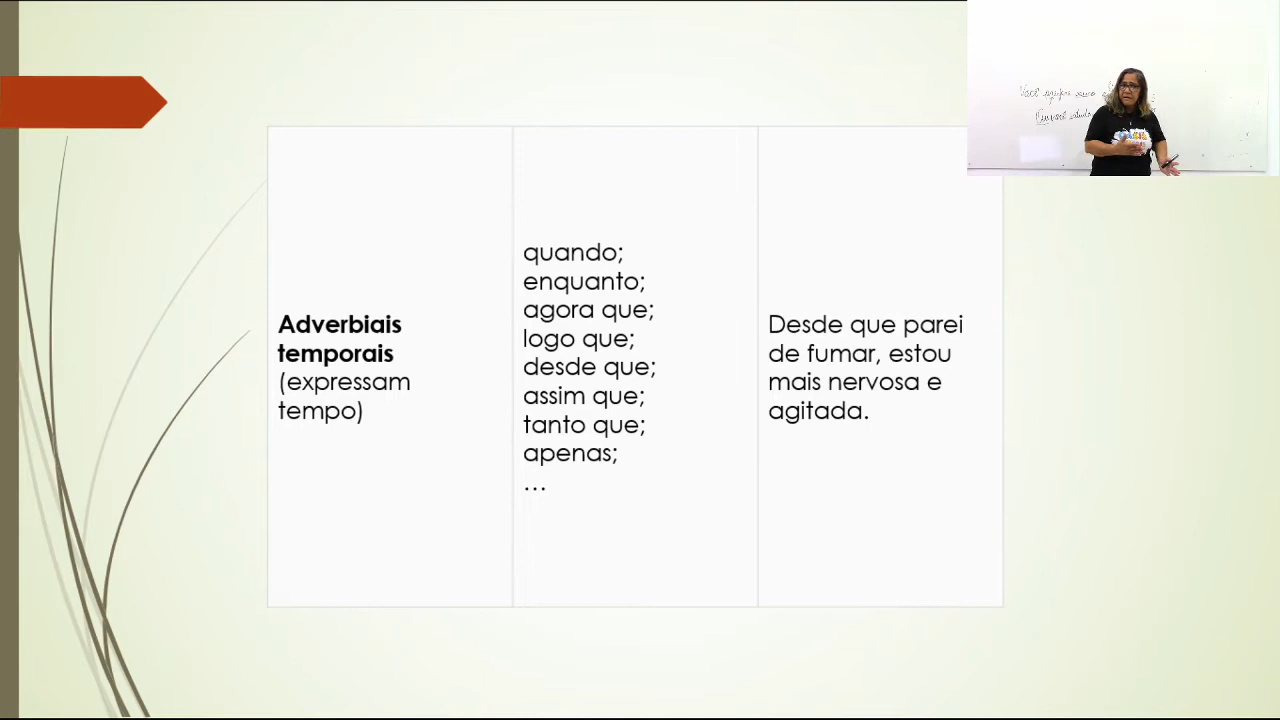 Adverbiais
temporais
(expressam
tempo)
quando;
enquanto;
agora que;
logo que;
desde que;
assim que;
tanto que;
apenas;
…
Desde que parei
de fumar, estou
mais nervosa e
agitada.
Você